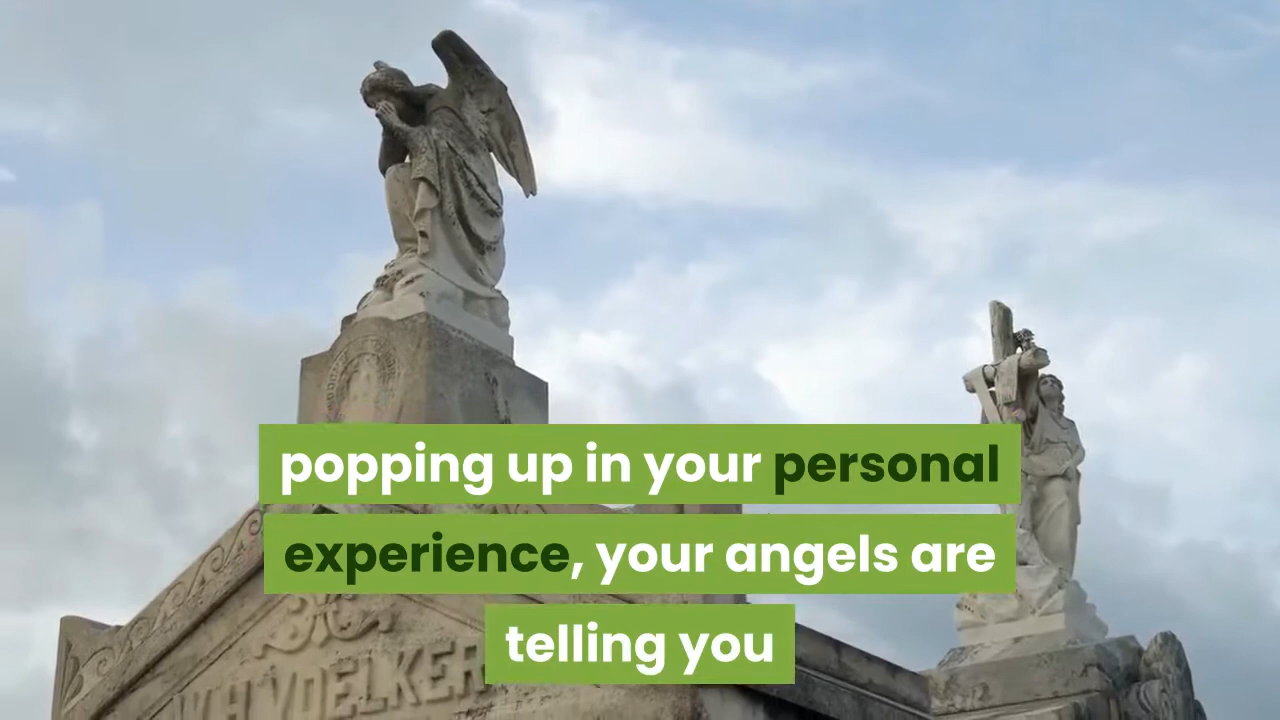 popping up in your personal
experience, your angels are
telling you
W.H.VOELKER